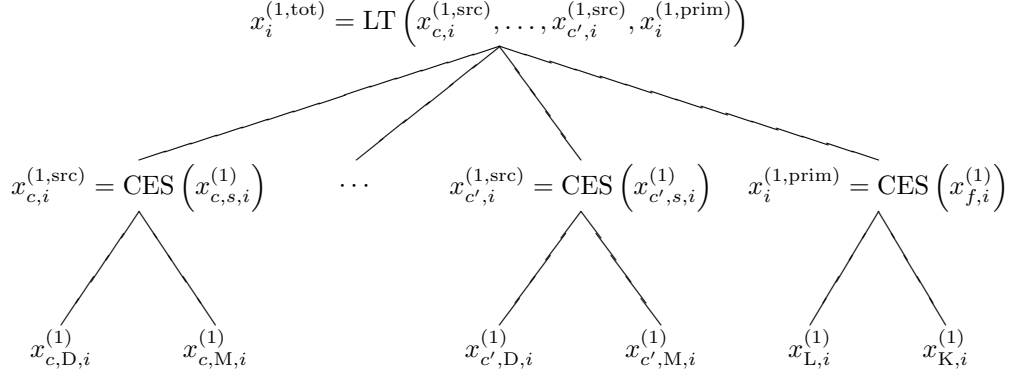 x_i^{(1,tot)} = LT(x_{c,i}^{(1,src)}, . . . , x_{c′,i}^{(1,src)}, x_i^{(1,prim)})
x_{c,i}^{(1,src)} = CES(x_{c,s,i}^{(1)}) · · · x_{c′,i}^{(1,src)} = CES(x_{c′,s,i}^{(1)}) x_i^{(1,prim)} = CES(x_{f,i}^{(1)})
x_{c,D,i}^{(1)} x_{c,M,i}^{(1)} x_{c′,D,i}^{(1)} x_{c′,M,i}^{(1)} x_{L,i}^{(1)} x_{K,i}^{(1)}